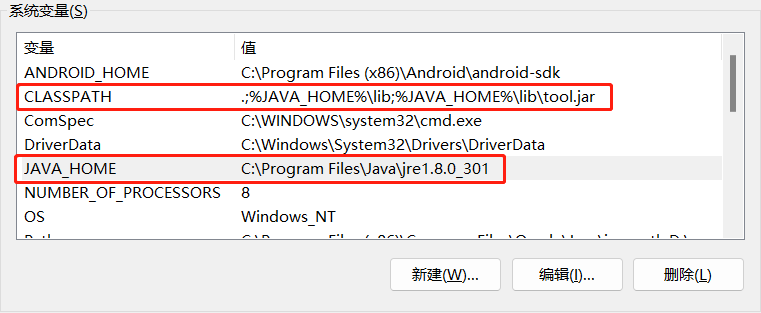 系统变量(S)
变量 值
ANDROID_HOME C:\Program Files (x86)\Android\android-sdk
CLASSPATH .;%JAVA_HOME%\lib;%JAVA_HOME%\lib\tool.jar
ComSpec C:\WINDOWS\system32\cmd.exe
DriverData C:\Windows\System32\Drivers\DriverData
JAVA_HOME C:\Program Files\Java\jre1.8.0_301
NUMBER_OF_PROCESSORS 8
OS Windows_NT
新建(W)... 编辑(I)... 删除(L)